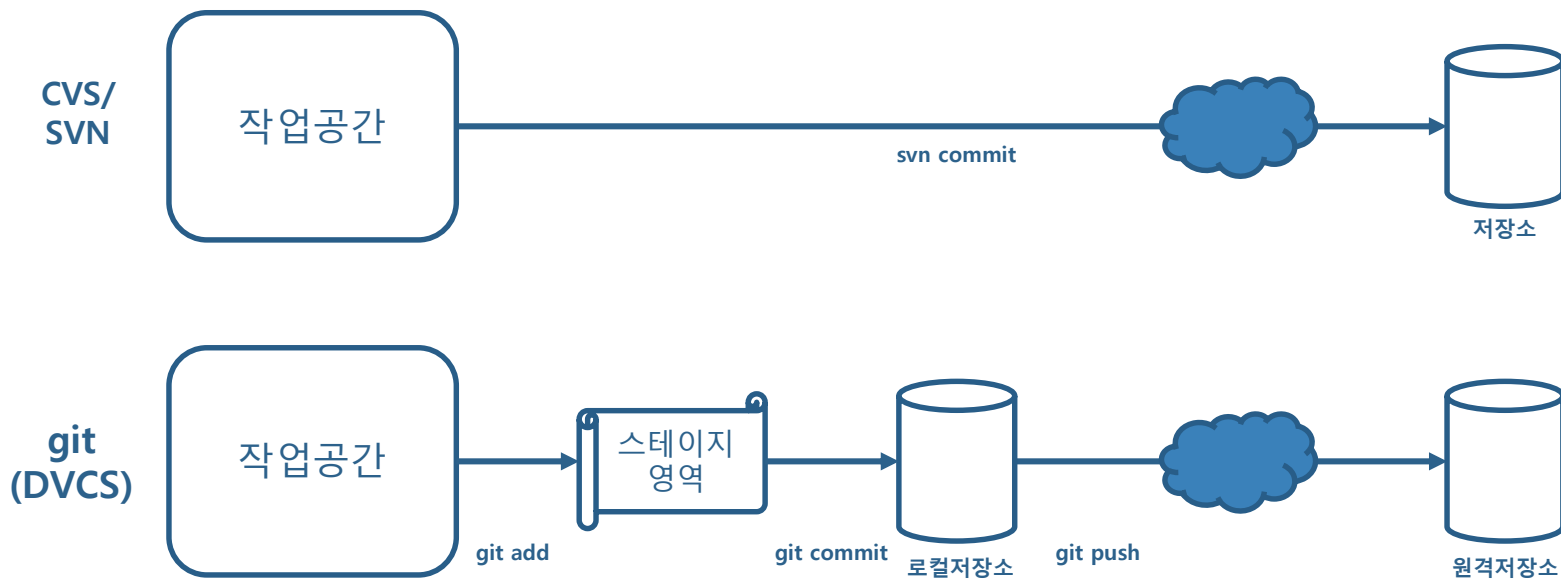 CVS/
SVN
작업공간
svn commit
저장소
git
(DVCS)
작업공간
스테이지
영역
git add
git commit
로컬저장소
git push
원격저장소